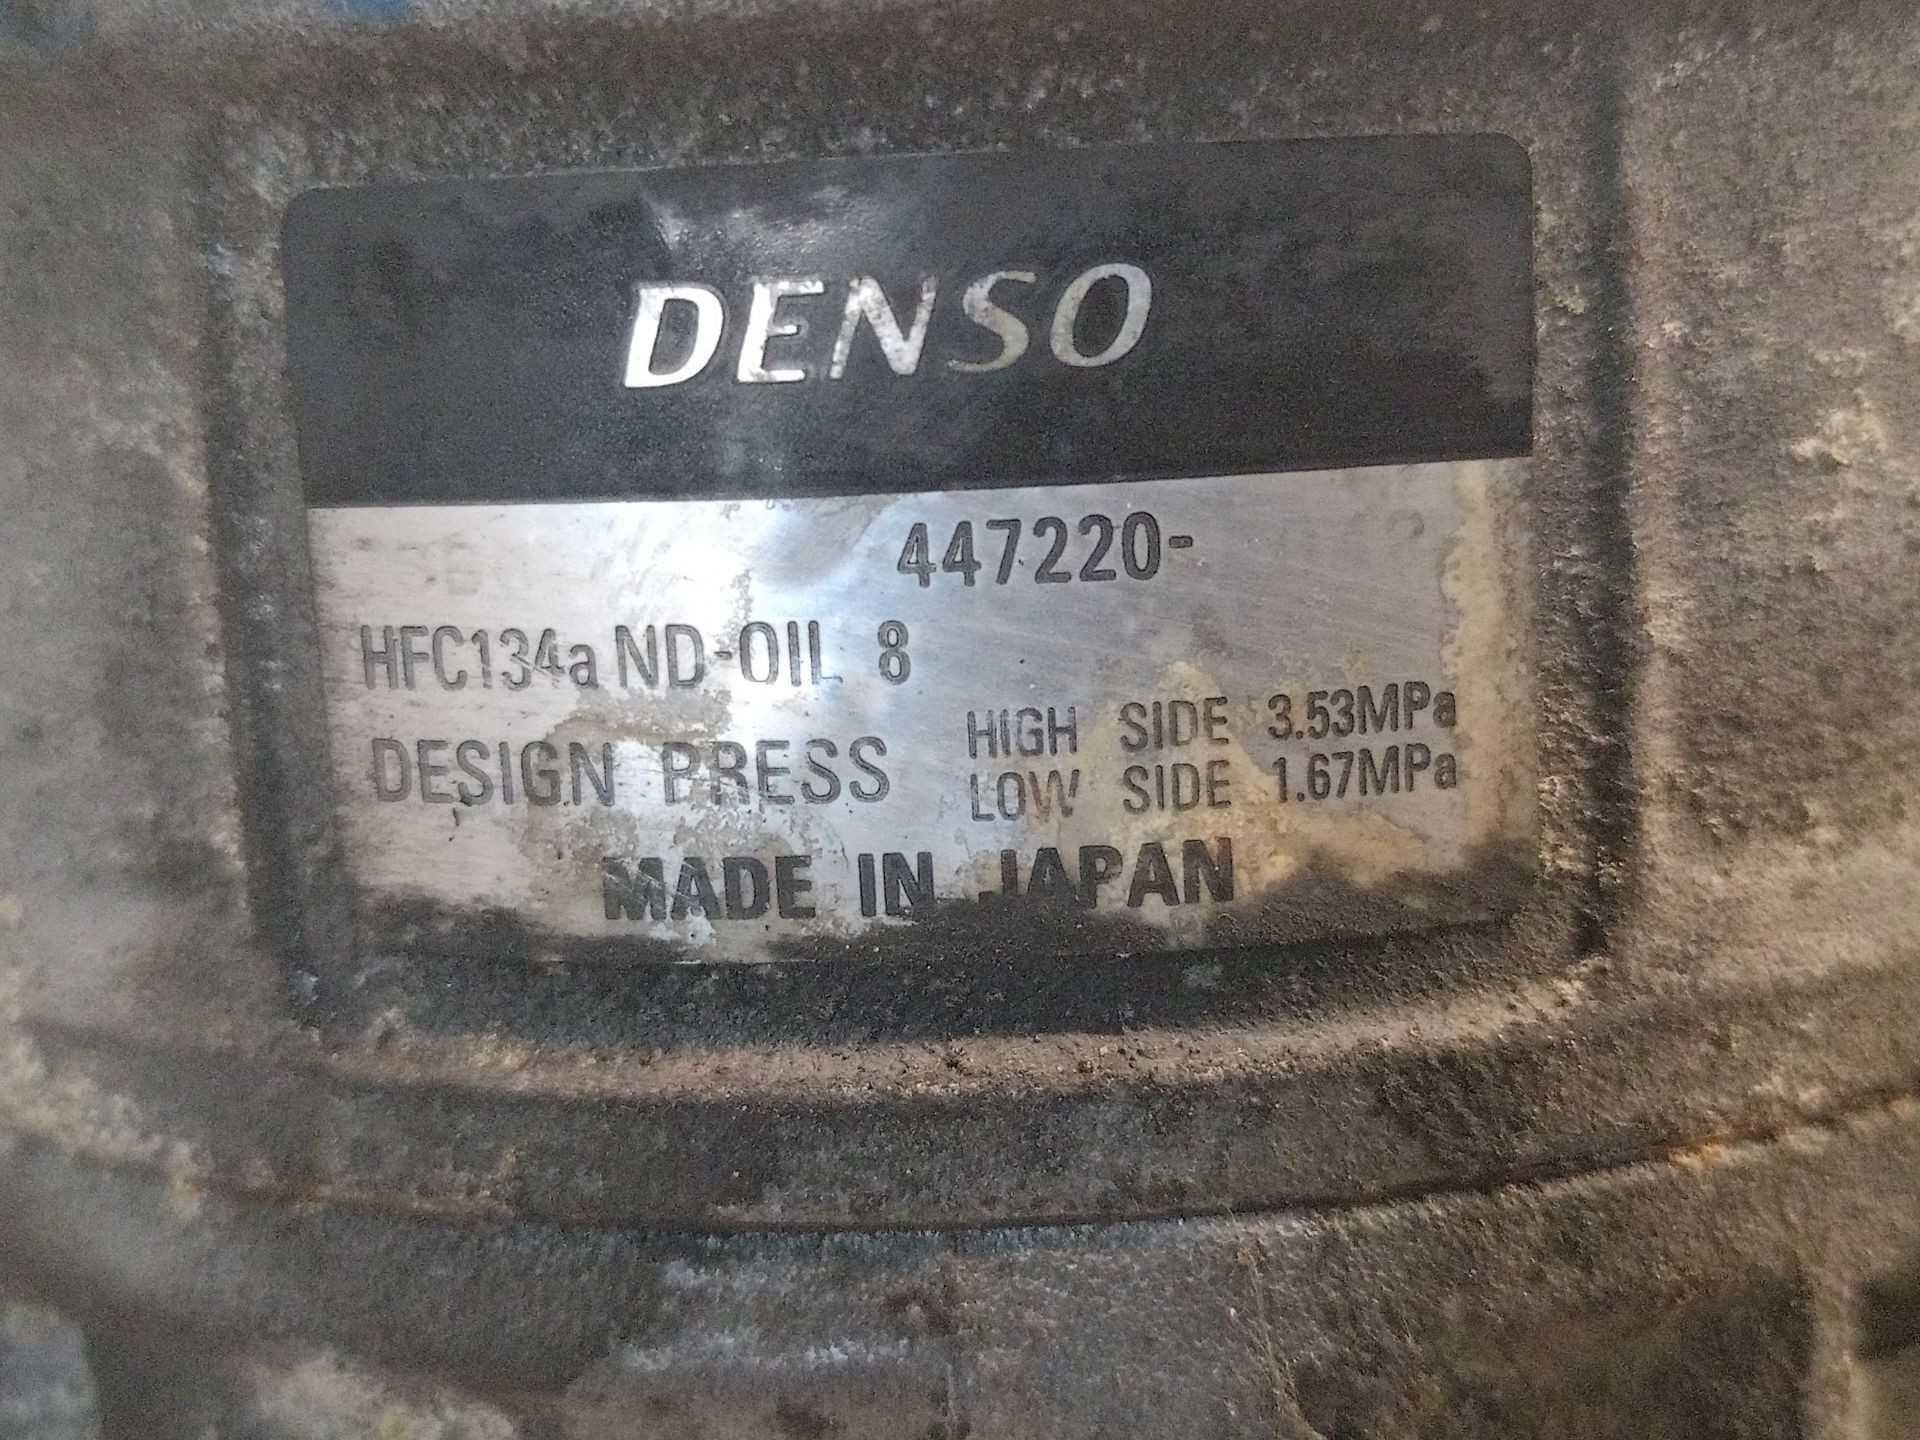 DENSO
447220-
HFC134a ND-OIL 8
DESIGN PRESS HIGH SIDE 3.53MPa
LOW SIDE 1.67MPa
MADE IN JAPAN